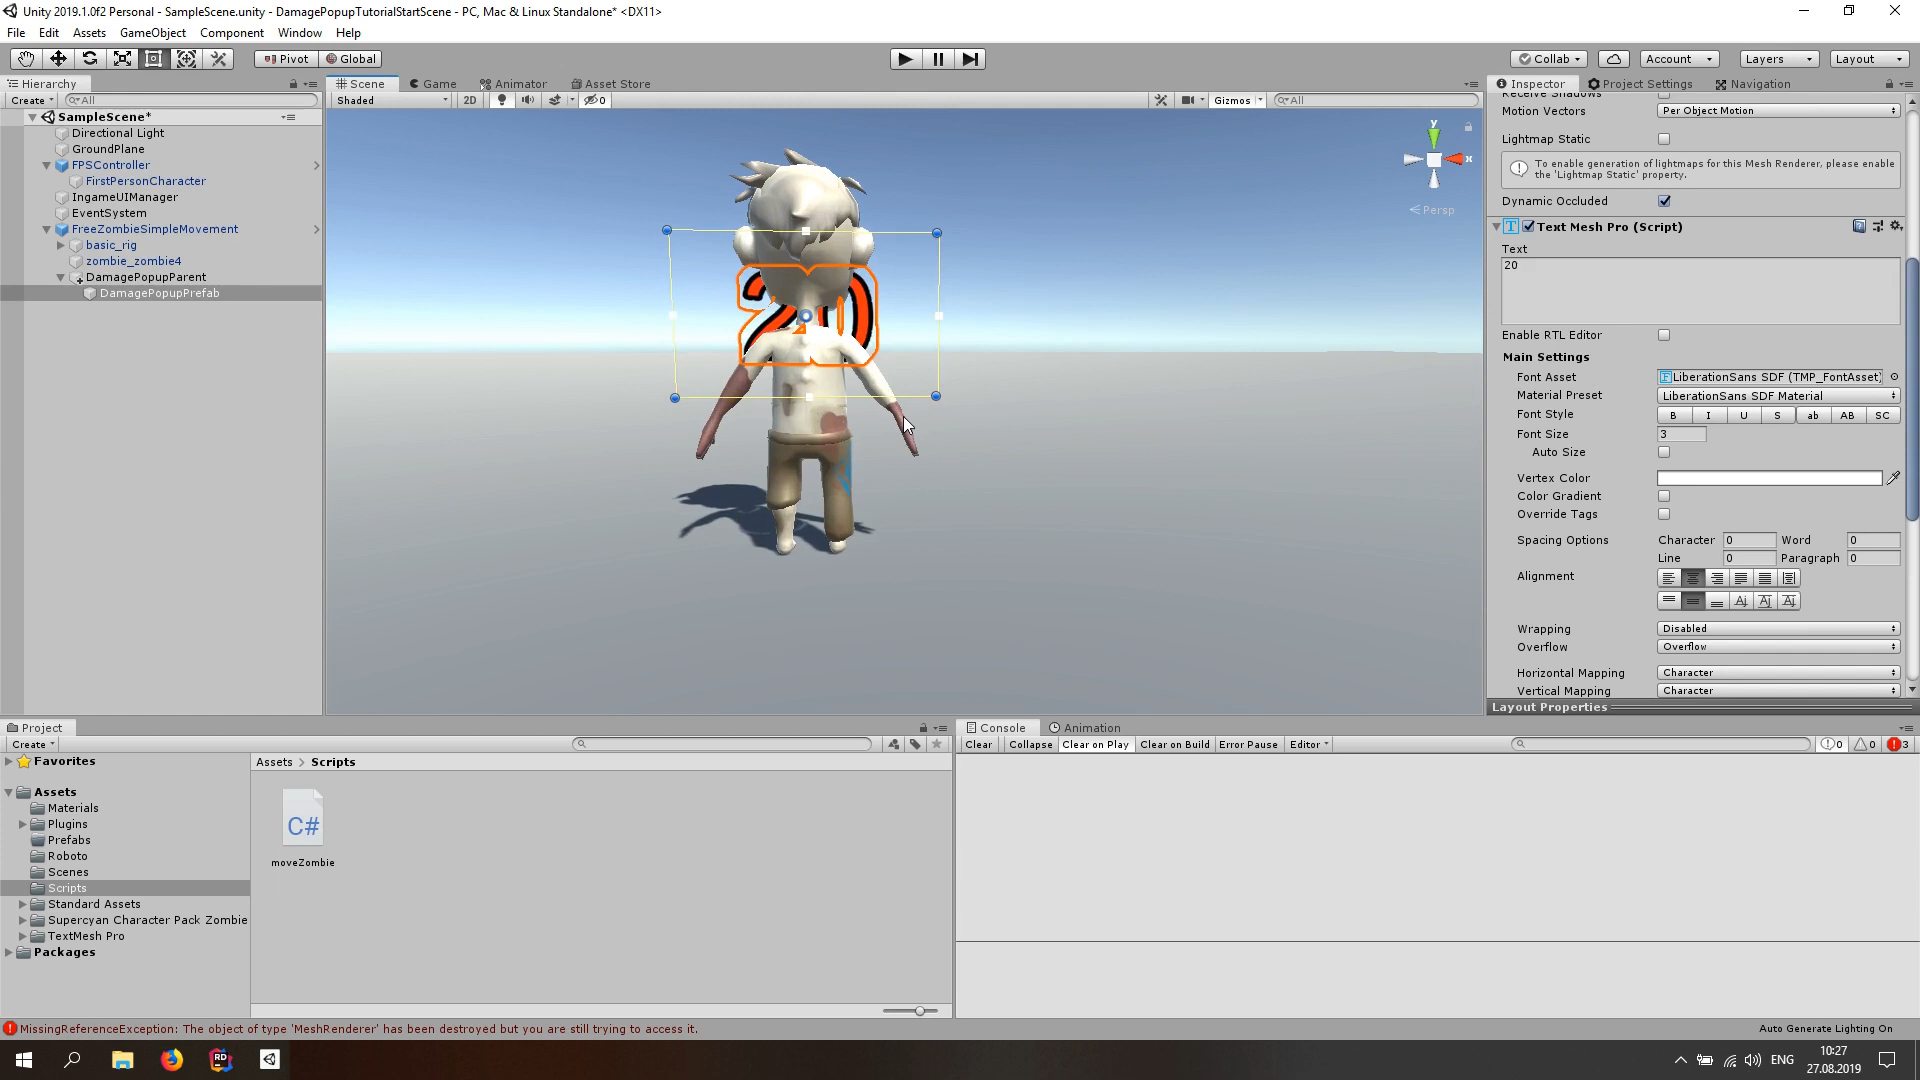 Unity 2019.1.0f2 Personal - SampleScene.unity - DamagePopupTutorialStartScene - PC, Mac & Linux Standalone* <DX11>
File Edit Assets GameObject Component Window Help
Pivot Global Collab Account Layers Layout
Hierarchy Scene Game Animator Asset Store Inspector Project Settings Navigation
Create All Shaded 2D 0 Gizmos All Receive Shadows
SampleScene*
Directional Light
GroundPlane
FPSController
FirstPersonCharacter
IngameUIManager
EventSystem
FreeZombieSimpleMovement
basic_rig
zombie_zombie4
DamagePopupParent
DamagePopupPrefab
y
x
Persp
20
Motion Vectors Per Object Motion
Lightmap Static
To enable generation of lightmaps for this Mesh Renderer, please enable
the 'Lightmap Static' property.
Dynamic Occluded
Text Mesh Pro (Script)
Text
20
Enable RTL Editor
Main Settings
Font Asset LiberationSans SDF (TMP_FontAsset)
Material Preset LiberationSans SDF Material
Font Style B I U S ab AB SC
Font Size 3
Auto Size
Vertex Color
Color Gradient
Override Tags
Spacing Options Character 0 Word 0
Line 0 Paragraph 0
Alignment
Wrapping Disabled
Overflow Overflow
Horizontal Mapping Character
Vertical Mapping Character
Layout Properties
Project
Create
Favorites
Assets
Materials
Plugins
Prefabs
Roboto
Scenes
Scripts
Standard Assets
Supercyan Character Pack Zombie
TextMesh Pro
Packages
Assets > Scripts
C#
moveZombie
Console Animation
Clear Collapse Clear on Play Clear on Build Error Pause Editor 0 0 3
MissingReferenceException: The object of type 'MeshRenderer' has been destroyed but you are still trying to access it.
Auto Generate Lighting On
RD
ENG
10:27
27.08.2019